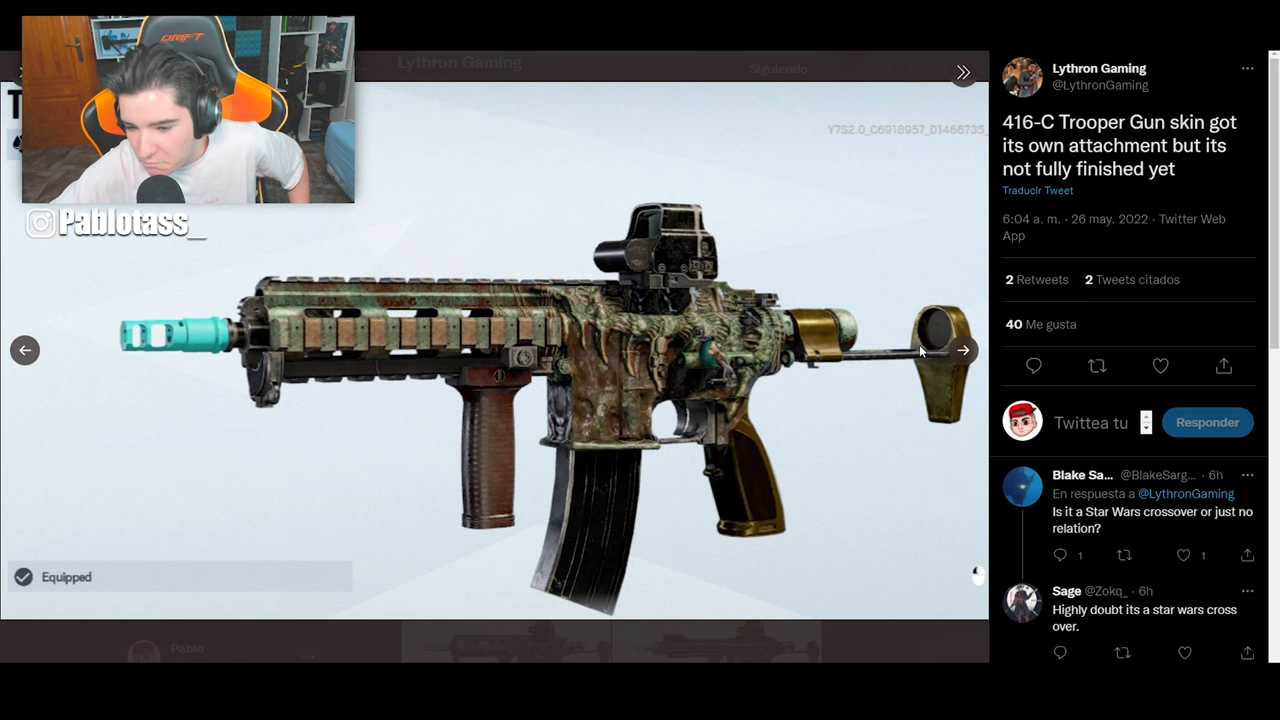 DRIFT
Pablotass_
Lythron Gaming
Siguiendo
Y7S2.0_C6918957_D1466735_
Equipped
Pablo
Lythron Gaming
@LythronGaming
416-C Trooper Gun skin got
its own attachment but its
not fully finished yet
Traducir Tweet
6:04 a. m. · 26 may. 2022 · Twitter Web
App
2 Retweets 2 Tweets citados
40 Me gusta
Twittea tu
Responder
Blake Sa... @BlakeSarg... · 6h
En respuesta a @LythronGaming
Is it a Star Wars crossover or just no
relation?
1 1
Sage @Zokq_ · 6h
Highly doubt its a star wars cross
over.